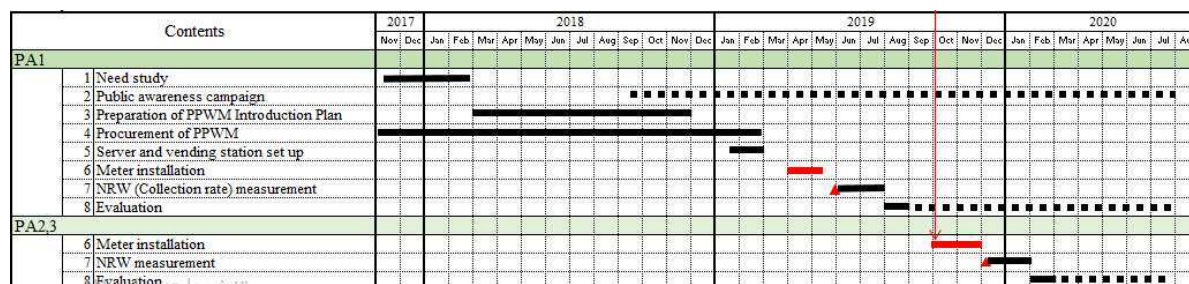 Contents 2017 2018 2019 2020
Nov Dec Jan Feb Mar Apr May Jun Jul Aug Sep Oct Nov Dec Jan Feb Mar Apr May Jun Jul Aug Sep Oct Nov Dec Jan Feb Mar Apr May Jun Jul
PA1
1 Need study
2 Public awareness campaign
3 Preparation of PPWM Introduction Plan
4 Procurement of PPWM
5 Server and vending station set up
6 Meter installation
7 NRW (Collection rate) measurement
8 Evaluation
PA2,3
6 Meter installation
7 NRW measurement
8 Evaluation